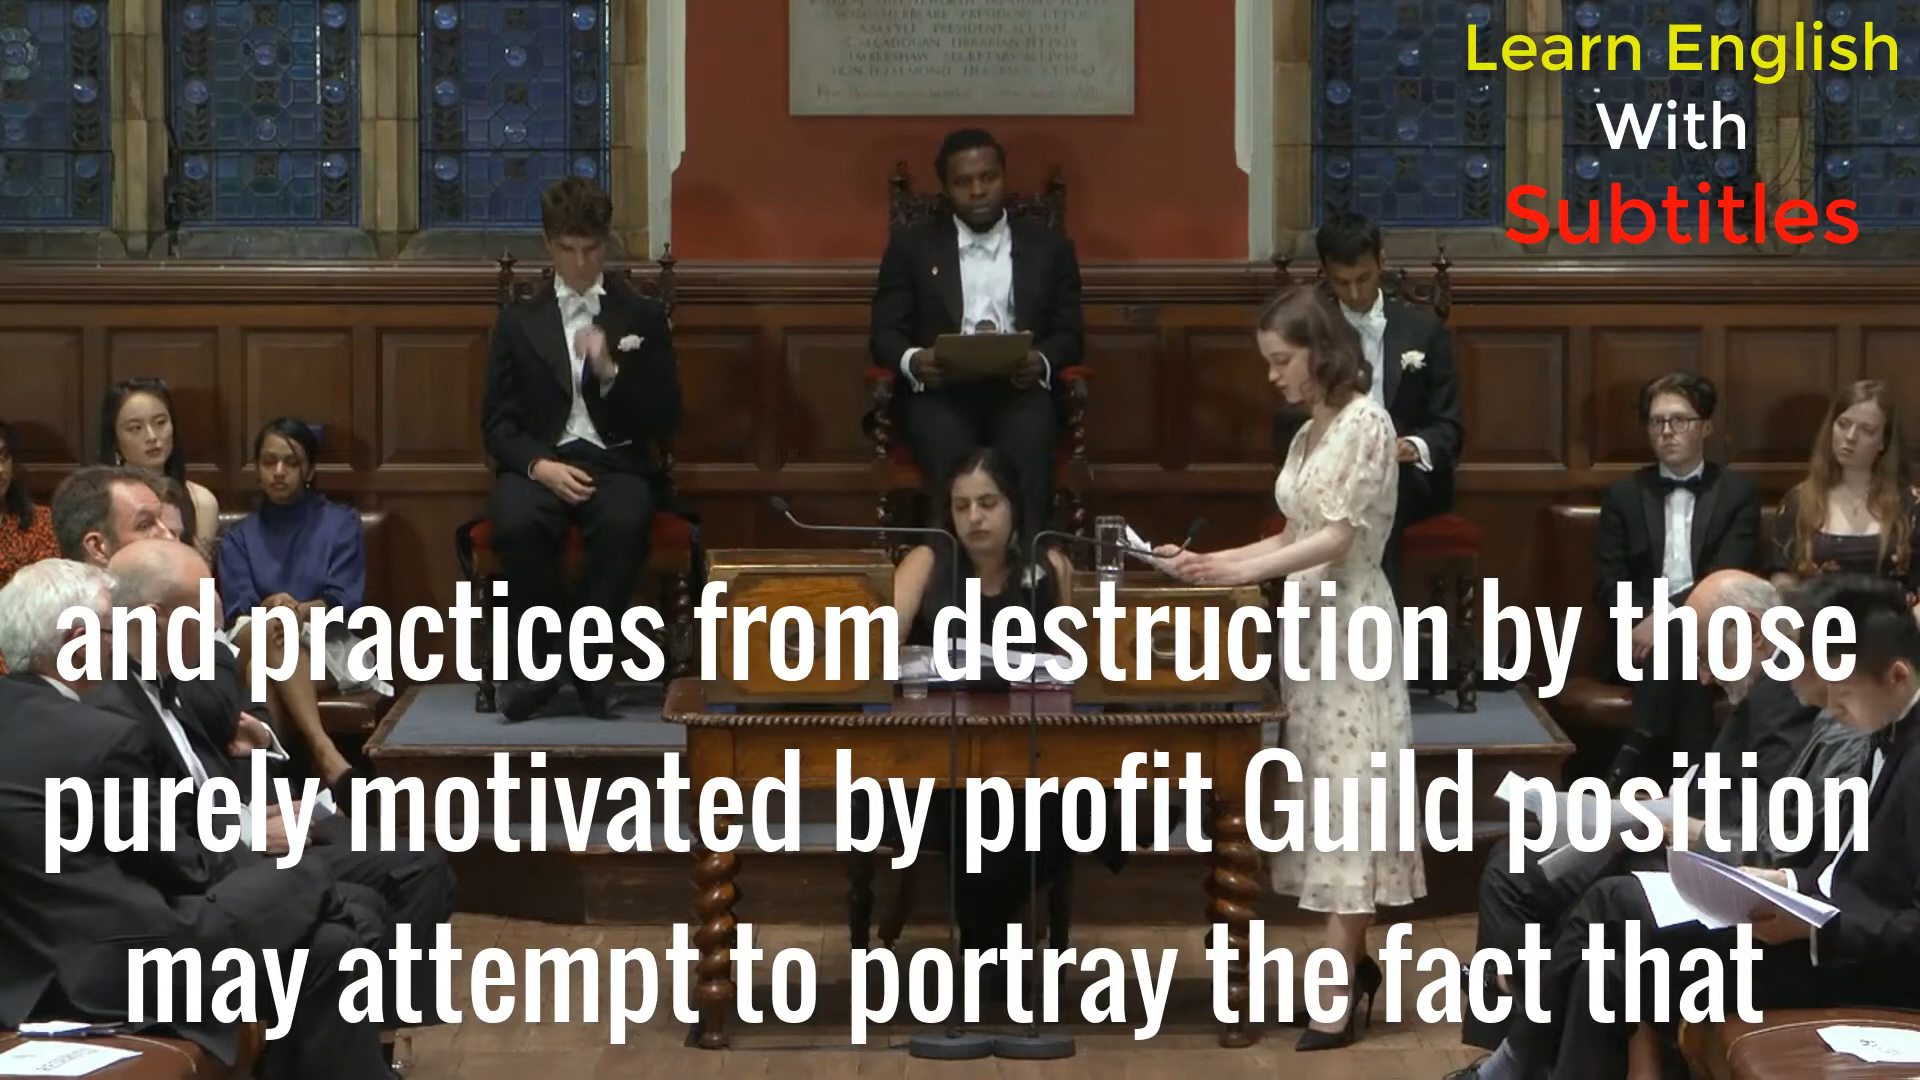 Learn English
With
Subtitles
and practices from destruction by those
purely motivated by profit Guild position
may attempt to portray the fact that